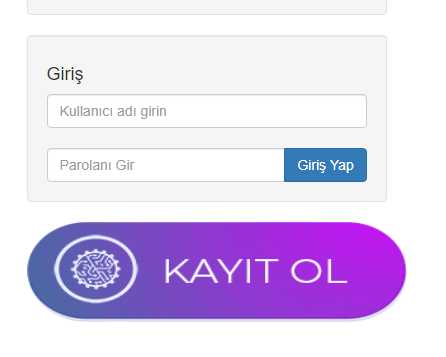 Giriş
Kullanıcı adı girin
Parolanı Gir
Giriş Yap
KAYIT OL